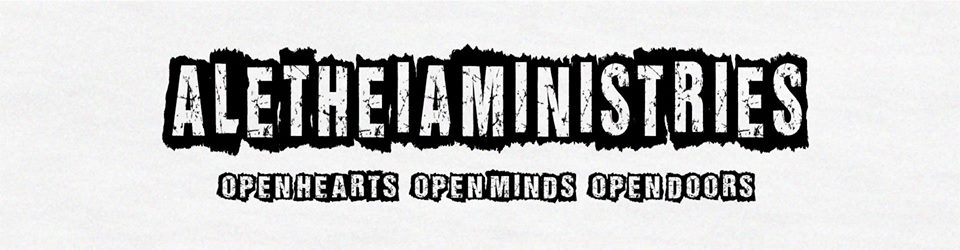 ALETHEIAMINISTRIES
OPENHEARTS OPENMINDS OPENDOORS